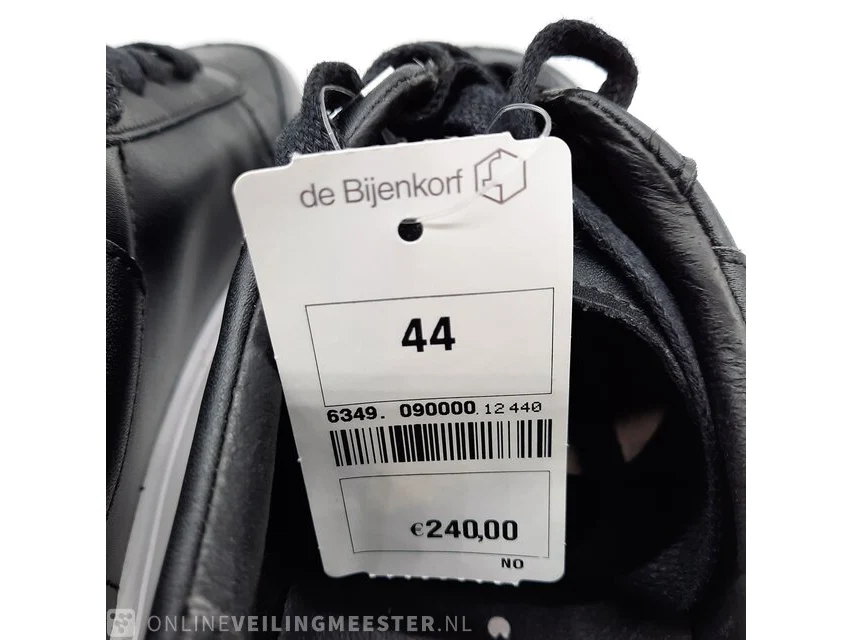 de Bijenkorf
44
6349. 090000. 12 440
€240,00
NO
ONLINEVEILINGMEESTER.NL